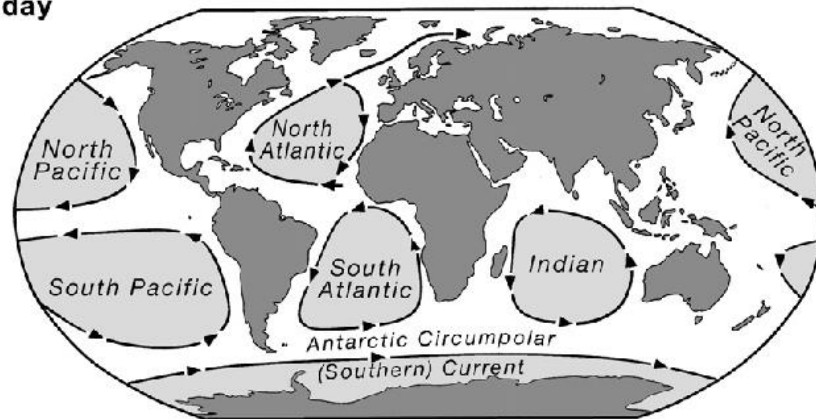 day
North
Pacific
North
Atlantic
North
Pacific
South Pacific
South
Atlantic
Indian
Antarctic Circumpolar
(Southern) Current